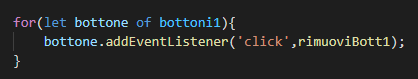 for(let bottone of bottoni1){
    bottone.addEventListener('click',rimuoviBott1);
}